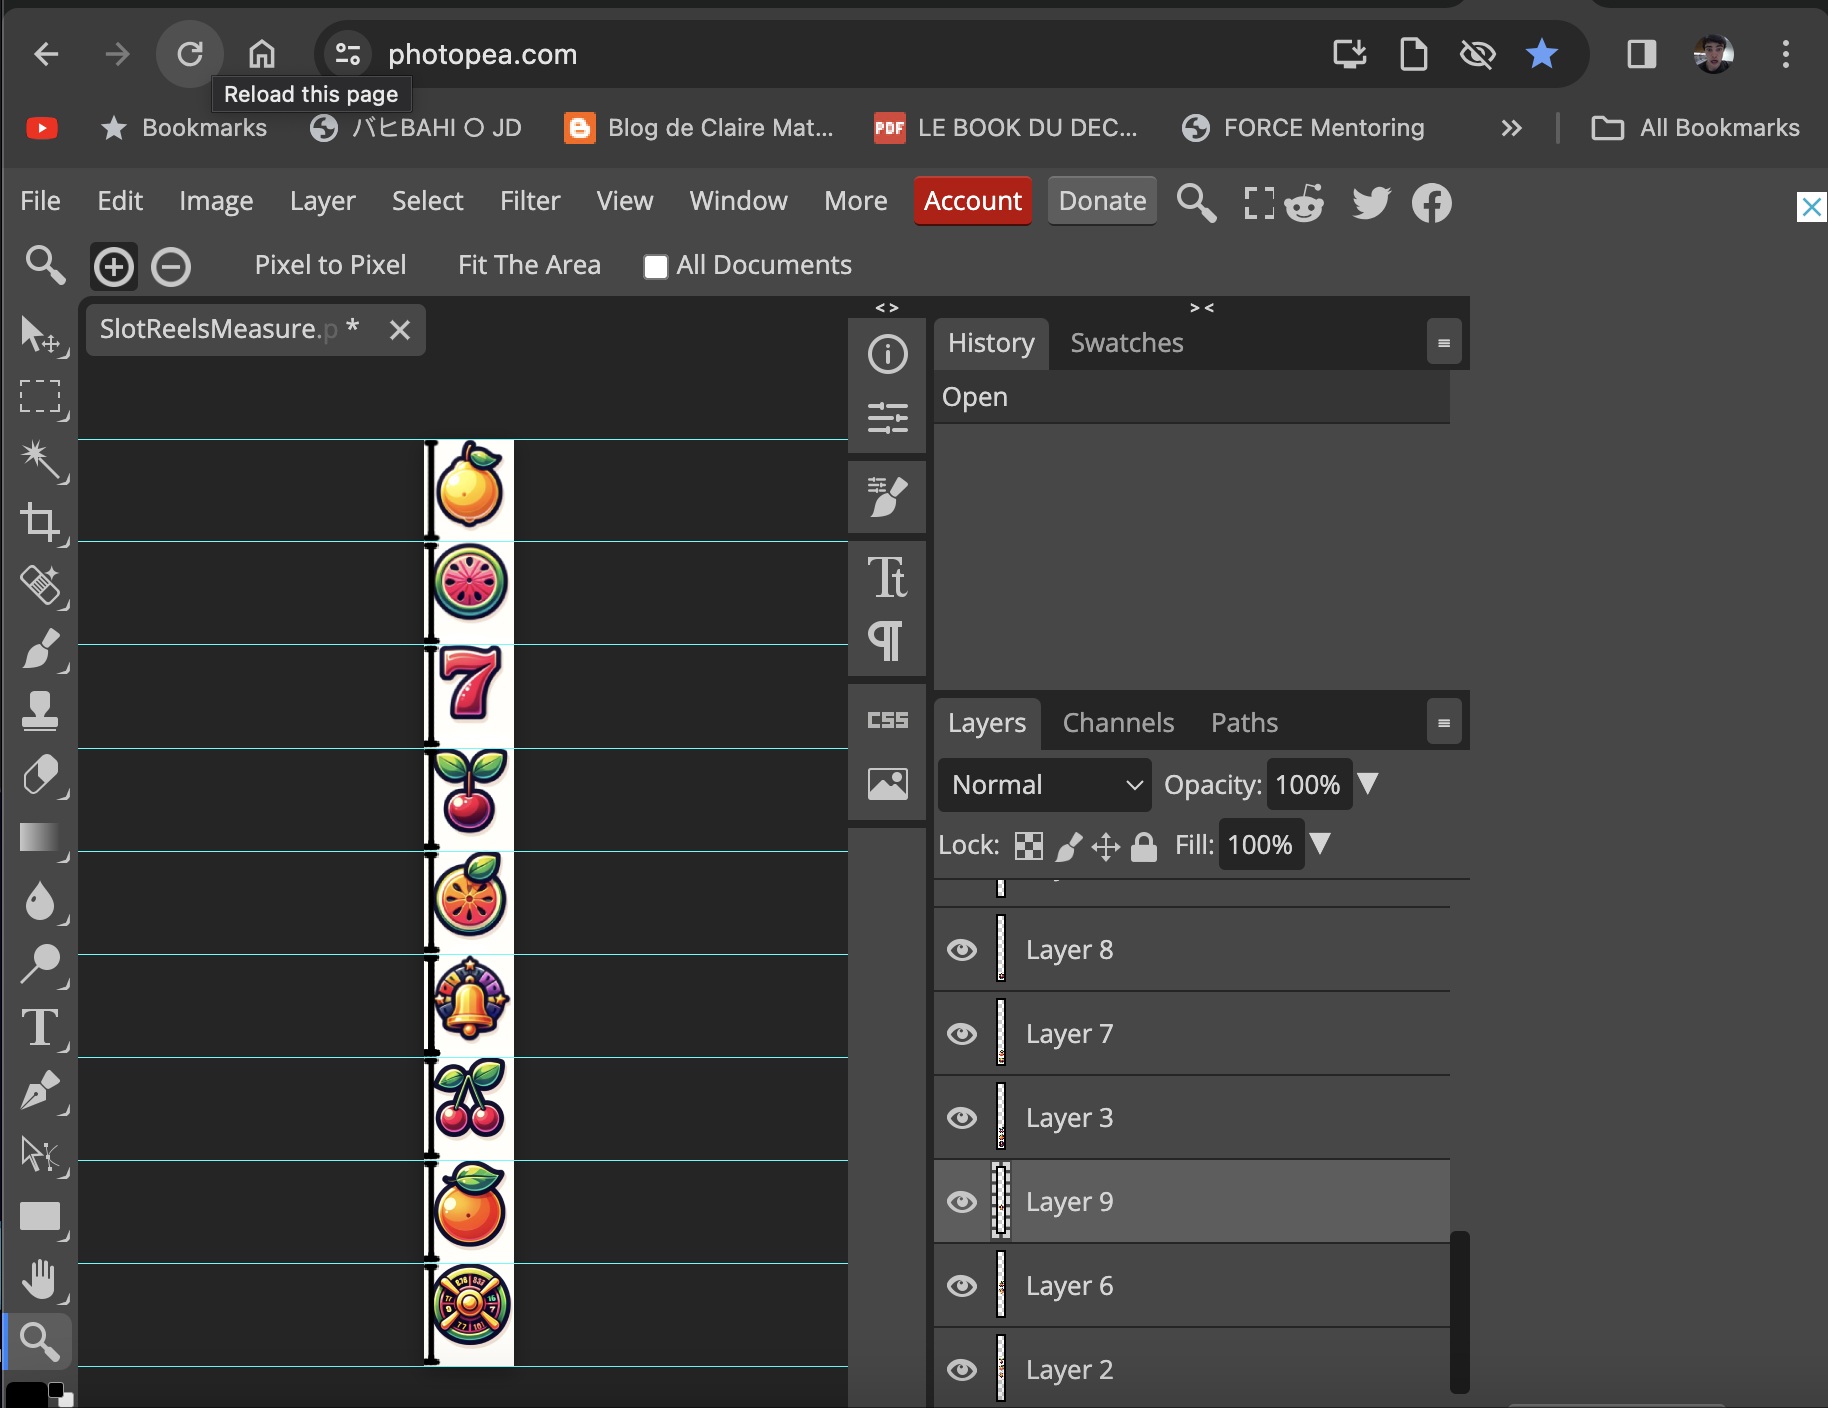 photopea.com
Reload this page
Bookmarks
バヒBAHI O JD
Blog de Claire Mat...
PDF
LE BOOK DU DEC...
FORCE Mentoring
All Bookmarks
File Edit Image Layer Select Filter View Window More Account Donate
Pixel to Pixel Fit The Area All Documents
SlotReelsMeasure.p *
History Swatches
Open
CSS
Layers Channels Paths
Normal Opacity: 100%
Lock: Fill: 100%
Layer 8
Layer 7
Layer 3
Layer 9
Layer 6
Layer 2
7